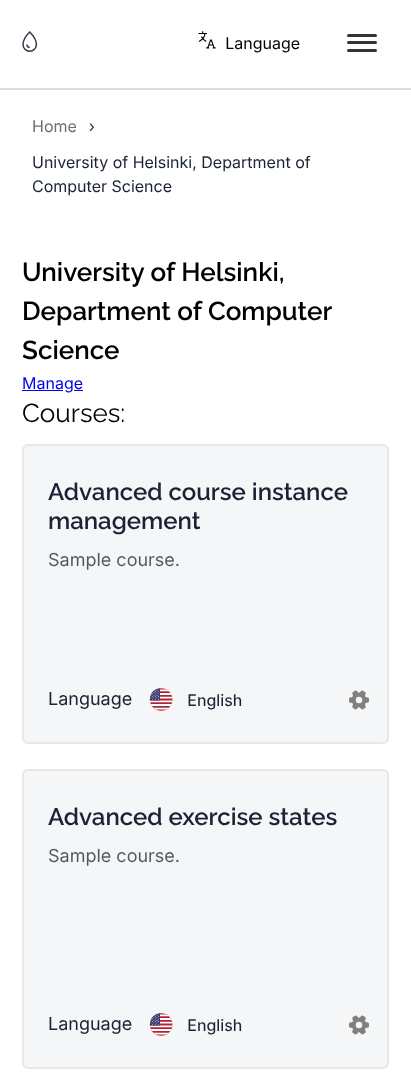 Language
Home ›
University of Helsinki, Department of
Computer Science
University of Helsinki,
Department of Computer
Science
Manage
Courses:
Advanced course instance
management
Sample course.
Language English
Advanced exercise states
Sample course.
Language English